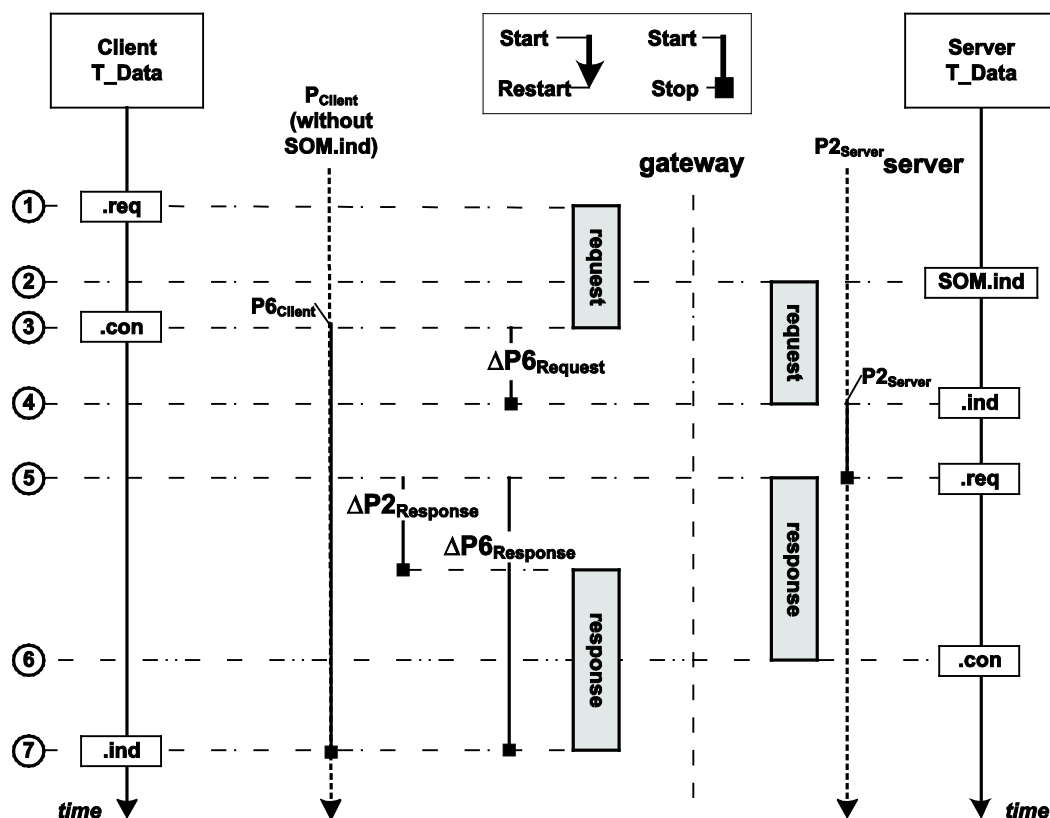 Client
T_Data
Start
Restart
Start
Stop
Server
T_Data
PClient
(without
SOM.ind)
gateway
P2Server
server
1
.req
request
2
SOM.ind
request
P6Client
3
.con
ΔP6Request
P2Server
4
.ind
5
.req
ΔP2Response
ΔP6Response
response
response
6
.con
7
.ind
time
time